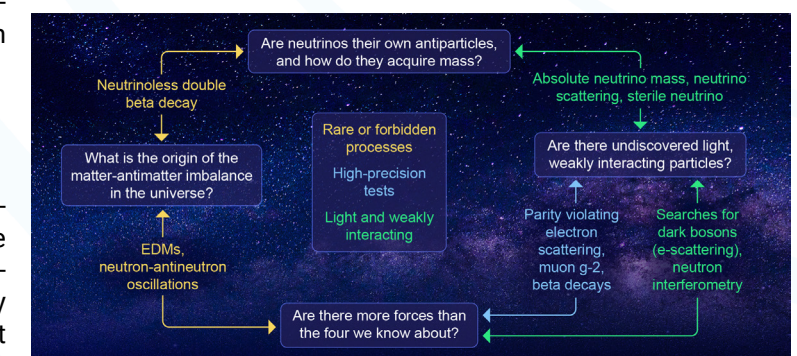 Are neutrinos their own antiparticles,
and how do they acquire mass?
Neutrinoless double
beta decay
Absolute neutrino mass, neutrino
scattering, sterile neutrino
Rare or forbidden
processes
High-precision
tests
Light and weakly
interacting
What is the origin of the
matter-antimatter imbalance
in the universe?
Are there undiscovered light,
weakly interacting particles?
EDMs,
neutron-antineutron
oscillations
Parity violating
electron
scattering,
muon g-2,
beta decays
Searches for
dark bosons
(e-scattering),
neutron
interferometry
Are there more forces than
the four we know about?